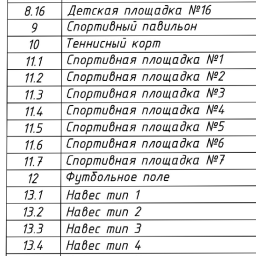 8.16 Детская площадка №16
9 Спортивный павильон
10 Теннисный корт
11.1 Спортивная площадка №1
11.2 Спортивная площадка №2
11.3 Спортивная площадка №3
11.4 Спортивная площадка №4
11.5 Спортивная площадка №5
11.6 Спортивная площадка №6
11.7 Спортивная площадка №7
12 Футбольное поле
13.1 Навес тип 1
13.2 Навес тип 2
13.3 Навес тип 3
13.4 Навес тип 4